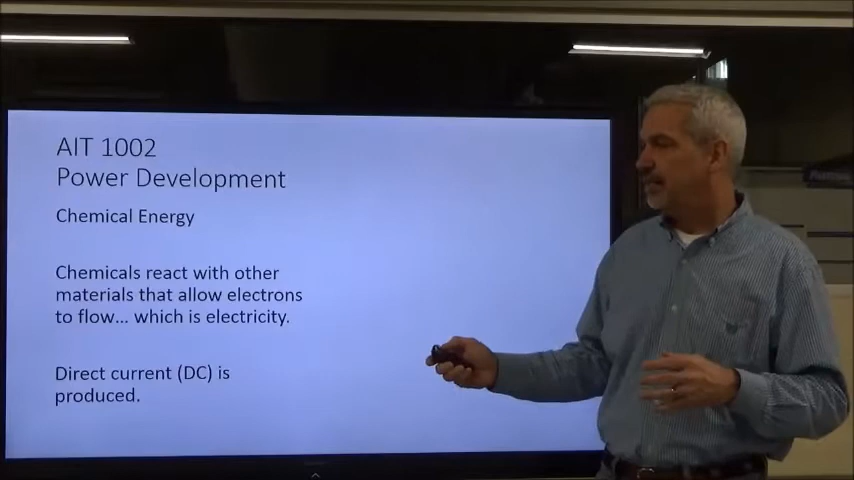 AIT 1002
Power Development
Chemical Energy
Chemicals react with other
materials that allow electrons
to flow... which is electricity.
Direct current (DC) is
produced.